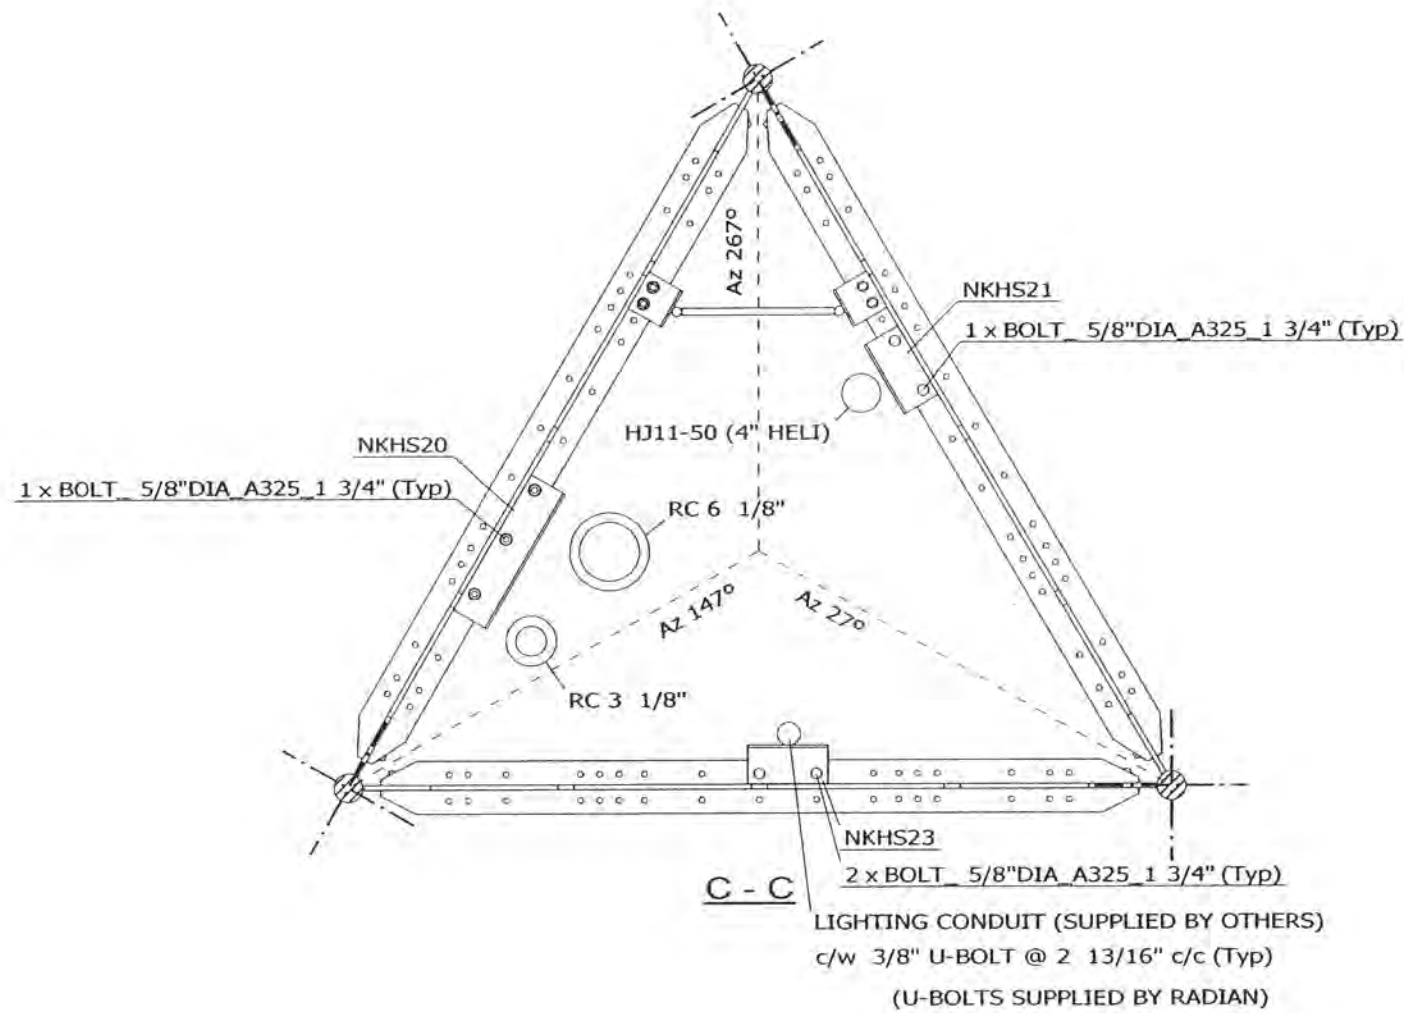 Az 267°
NKHS21
1 x BOLT_ 5/8"DIA_A325_1 3/4" (Typ)
HJ11-50 (4" HELI)
NKHS20
1 x BOLT_ 5/8"DIA_A325_1 3/4" (Typ)
RC 6 1/8"
Az 147°
Az 27°
RC 3 1/8"
NKHS23
2 x BOLT_ 5/8"DIA_A325_1 3/4" (Typ)
C - C
LIGHTING CONDUIT (SUPPLIED BY OTHERS)
c/w 3/8" U-BOLT @ 2 13/16" c/c (Typ)
(U-BOLTS SUPPLIED BY RADIAN)